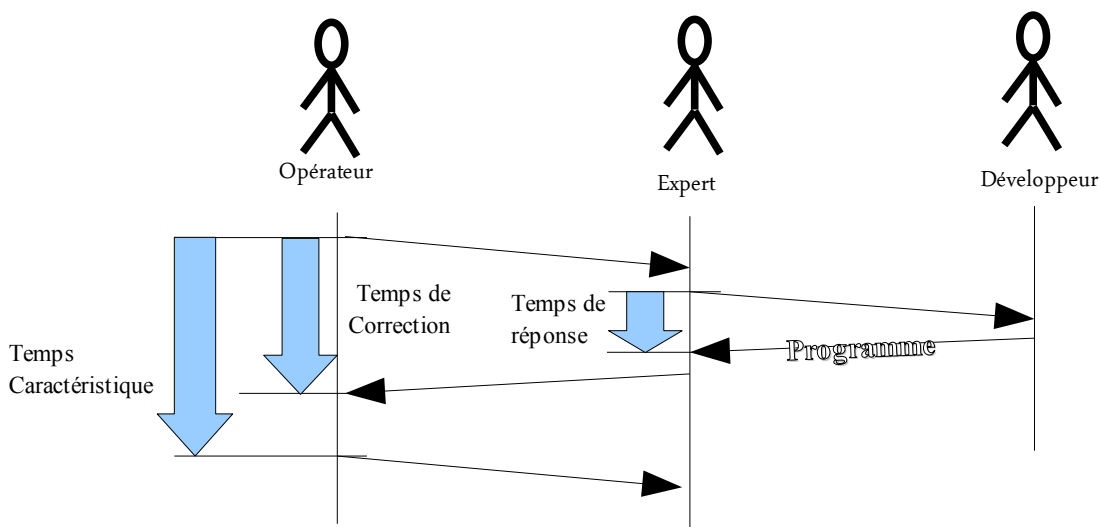 Opérateur
Expert
Développeur
Temps de
Correction
Temps de
réponse
Programme
Temps
Caractéristique